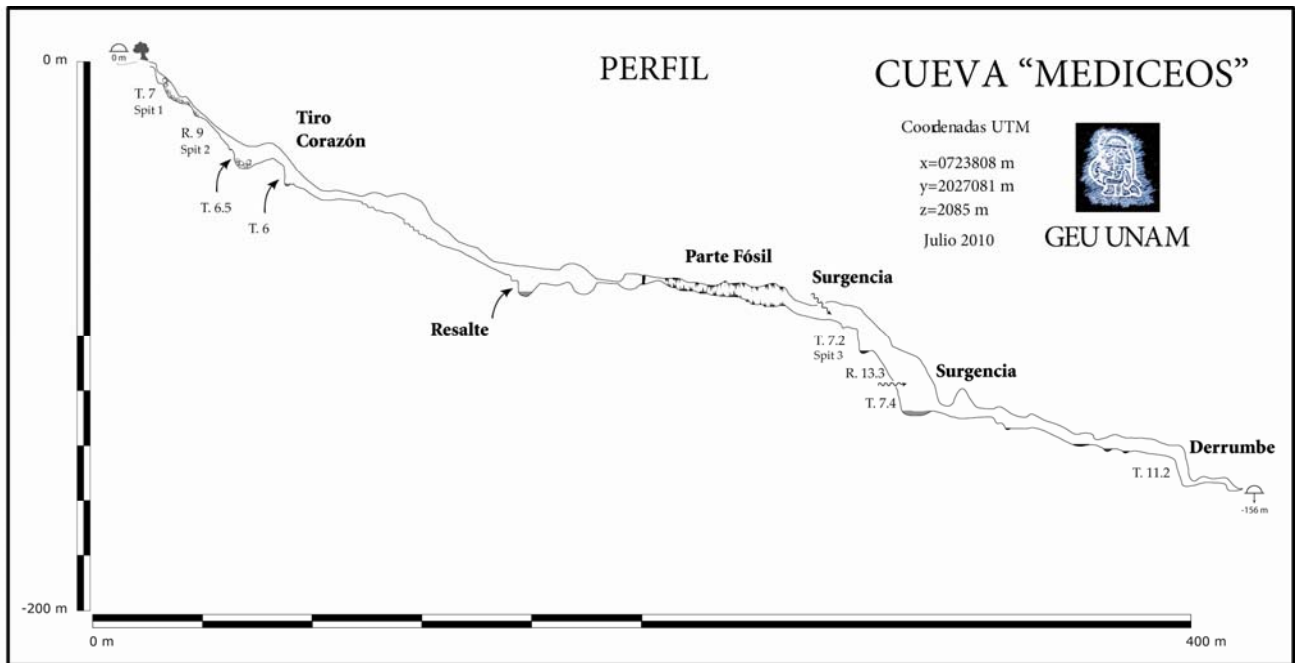 PERFIL
CUEVA “MEDICEOS”
Coordenadas UTM
x=0723808 m
y=2027081 m
z=2085 m
Julio 2010
GEU UNAM
0 m
0 m
T. 7
Spit 1
R. 9
Spit 2
T. 6.5
T. 6
Tiro
Corazón
Resalte
Parte Fósil
Surgencia
T. 7.2
Spit 3
R. 13.3
T. 7.4
Surgencia
Derrumbe
T. 11.2
-156 m
-200 m
0 m
400 m